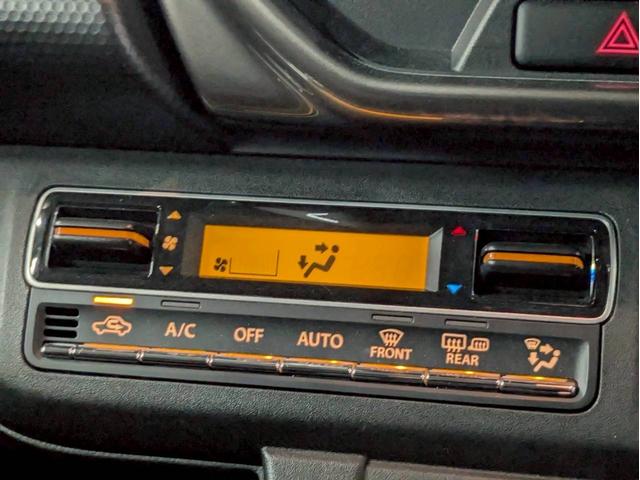 A/C OFF AUTO FRONT REAR